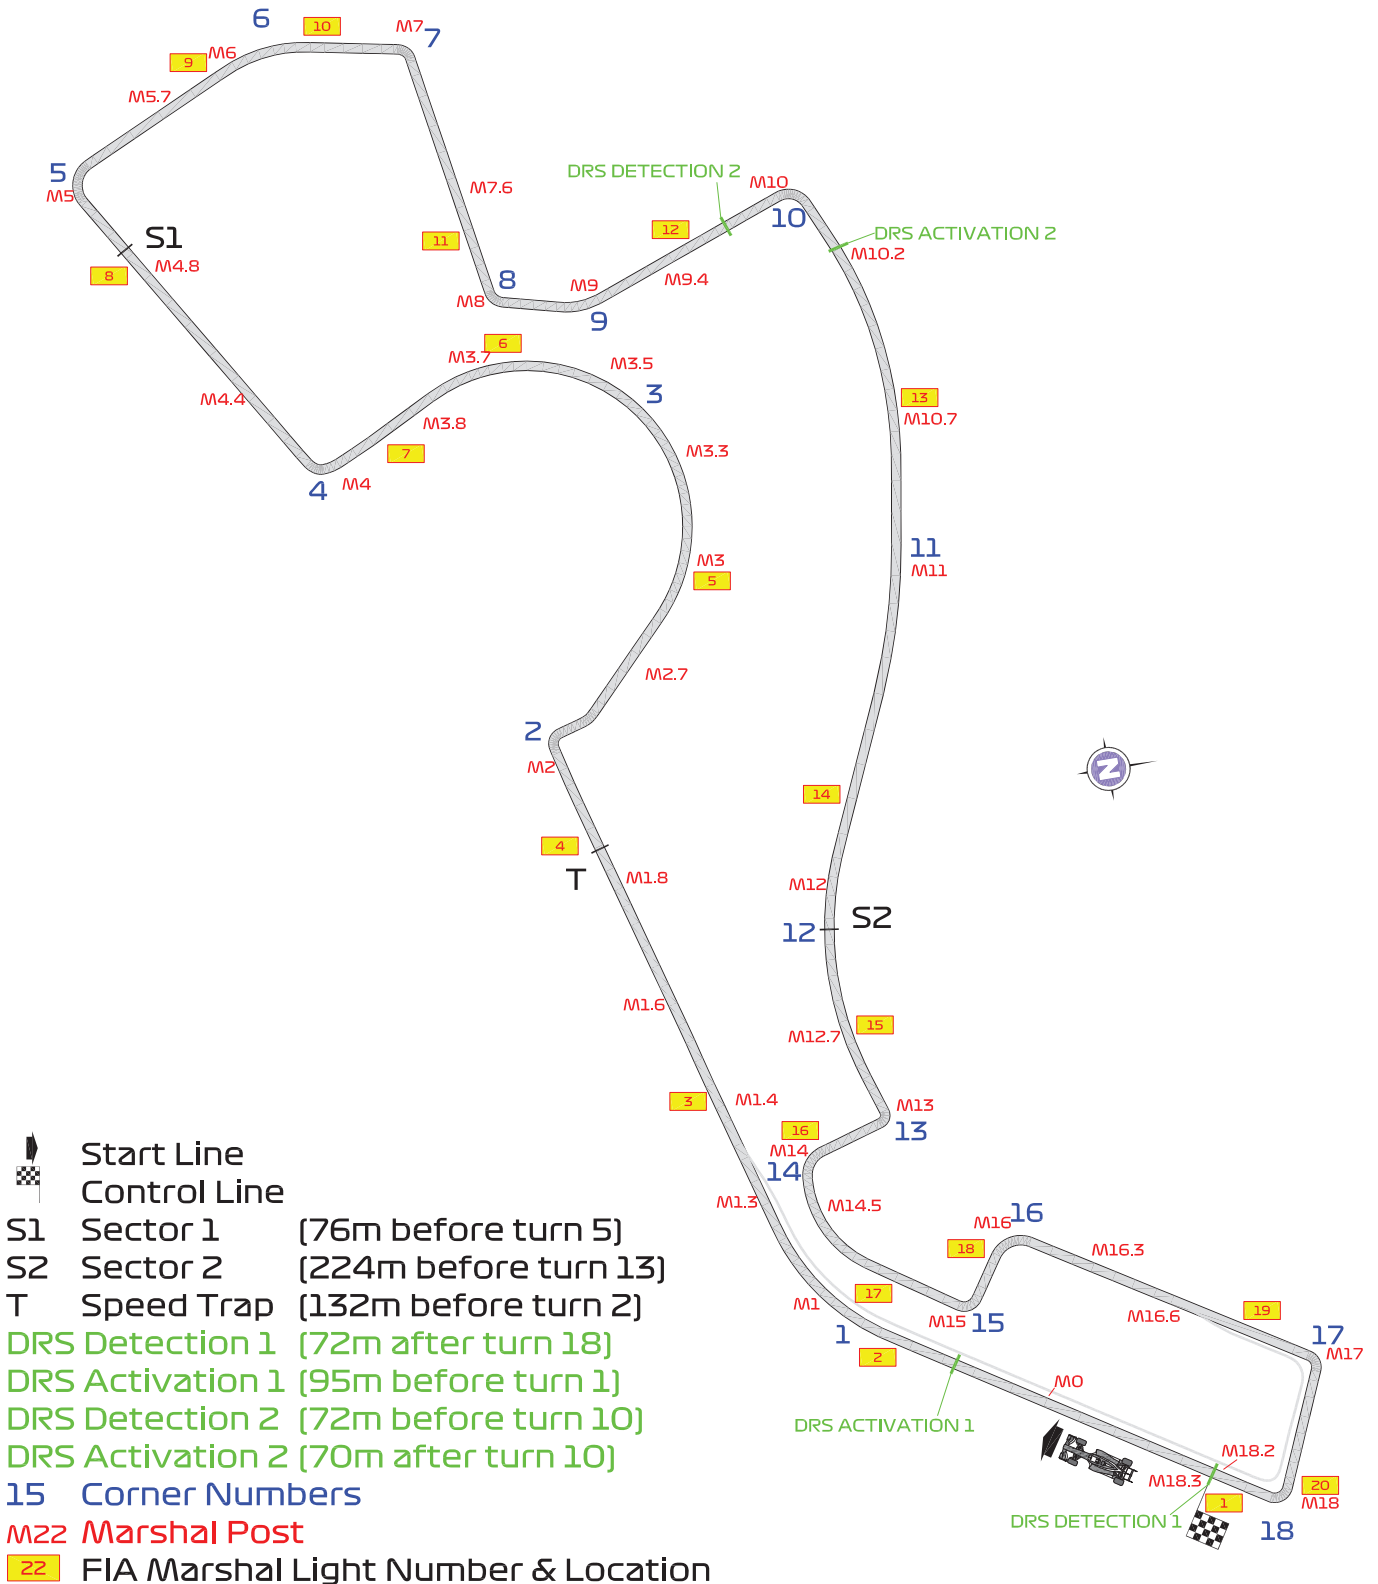 6
10
M7
7
M6
9
M5.7
5
M5
S1
M4.8
8
M7.6
11
M8
8
M9
9
DRS DETECTION 2
M10
10
12
M9.4
DRS ACTIVATION 2
M10.2
6
M3.7
M3.5
3
M4.4
M3.8
7
M4
4
M3.3
13
M10.7
M3
5
11
M11
M2.7
2
M2
N
14
4
T
M1.8
M12
12
S2
M1.6
15
M12.7
3
M1.4
M13
13
16
M14
14
M1.3
M14.5
M16
16
18
M16.3
17
M1
1
2
M15
15
M16.6
19
17
M17
M0
DRS ACTIVATION 1
M18.2
M18.3
1
20
M18
18
DRS DETECTION 1
Start Line
Control Line
S1 Sector 1 (76m before turn 5)
S2 Sector 2 (224m before turn 13)
T Speed Trap (132m before turn 2)
DRS Detection 1 (72m after turn 18)
DRS Activation 1 (95m before turn 1)
DRS Detection 2 (72m before turn 10)
DRS Activation 2 (70m after turn 10)
15 Corner Numbers
M22 Marshal Post
22 FIA Marshal Light Number & Location